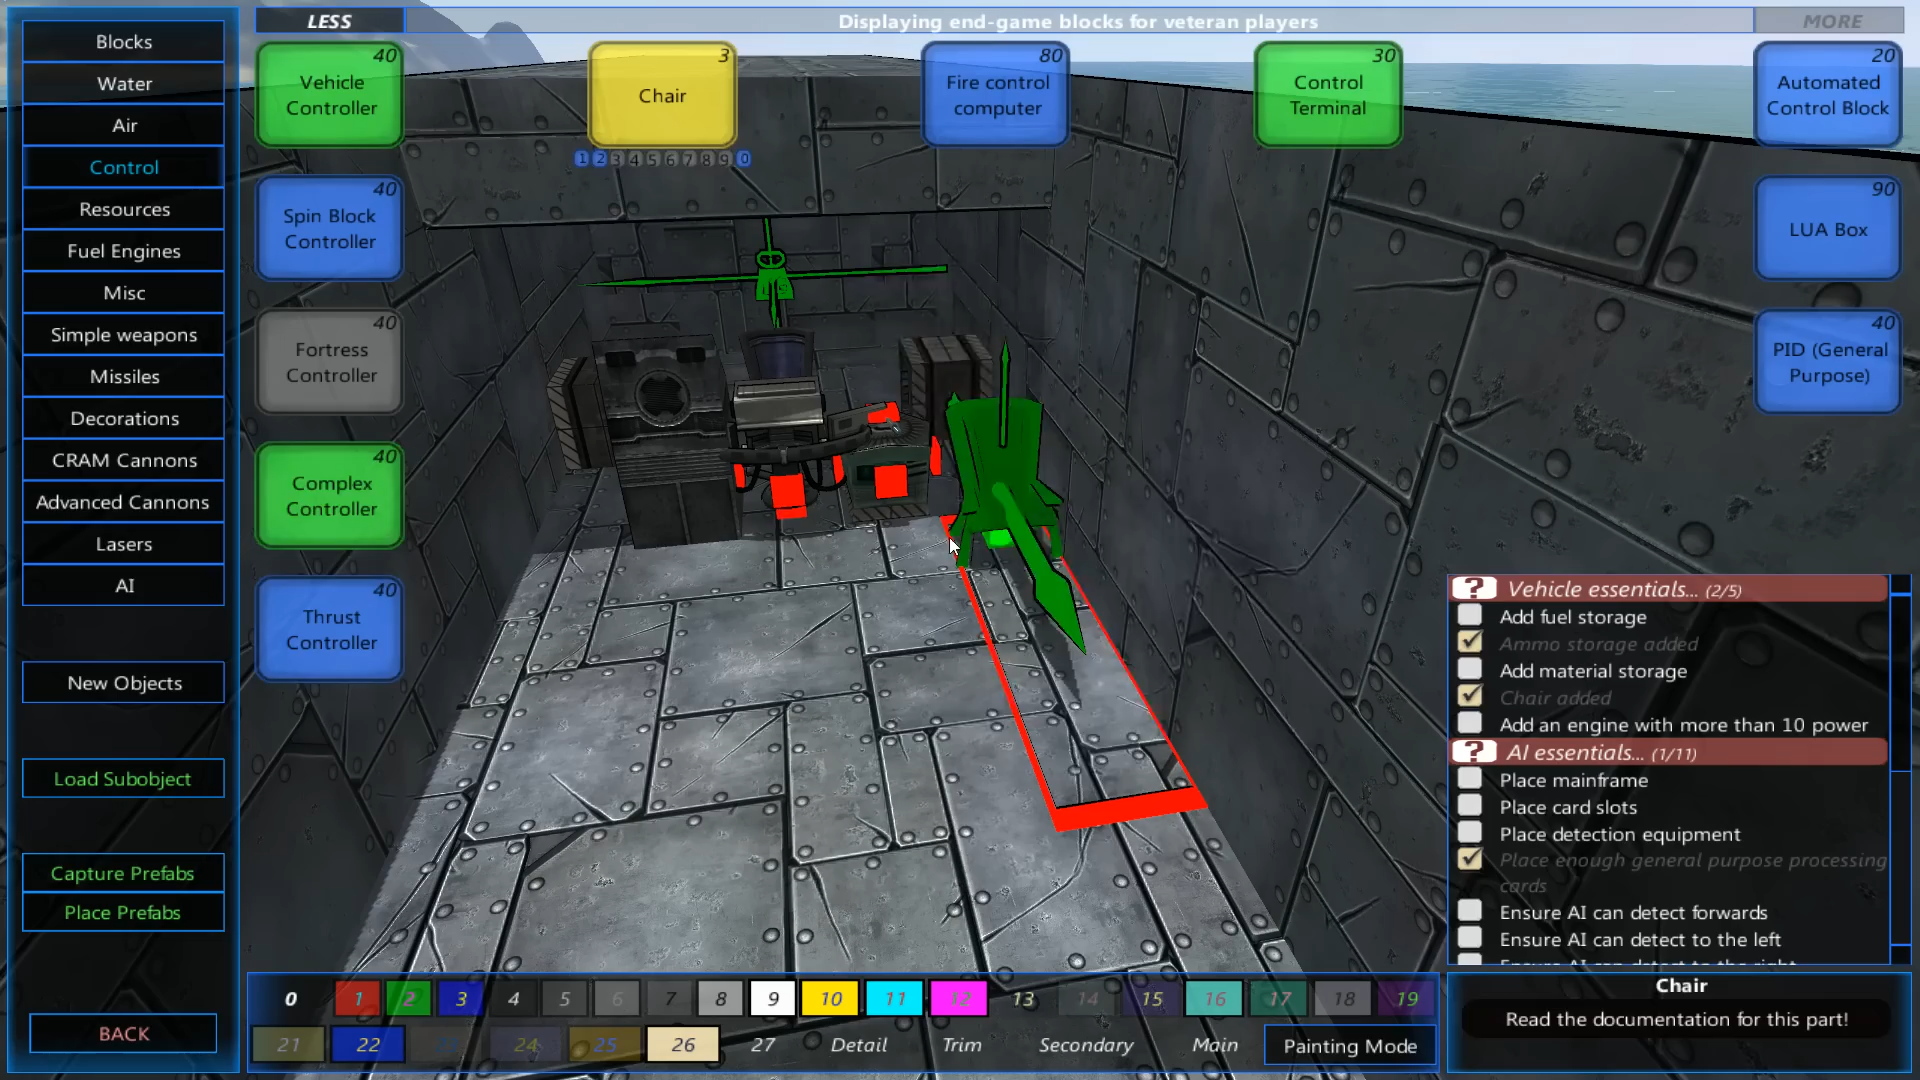 LESS
Displaying end-game blocks for veteran players
MORE
Blocks
Water
Air
Control
Resources
Fuel Engines
Misc
Simple weapons
Missiles
Decorations
CRAM Cannons
Advanced Cannons
Lasers
AI
New Objects
Load Subobject
Capture Prefabs
Place Prefabs
BACK
40
Vehicle
Controller
3
Chair
1 2 3 4 5 6 7 8 9 0
80
Fire control
computer
30
Control
Terminal
20
Automated
Control Block
40
Spin Block
Controller
90
LUA Box
40
Fortress
Controller
40
PID (General
Purpose)
40
Complex
Controller
40
Thrust
Controller
? Vehicle essentials... (2/5)
Add fuel storage
Ammo storage added
Add material storage
Chair added
Add an engine with more than 10 power
? AI essentials... (1/11)
Place mainframe
Place card slots
Place detection equipment
Place enough general purpose processing
cards
Ensure AI can detect forwards
Ensure AI can detect to the left
Ensure AI can detect to the right
Chair
Read the documentation for this part!
0 1 2 3 4 5 6 7 8 9 10 11 12 13 14 15 16 17 18 19
21 22 23 24 25 26 27 Detail Trim Secondary Main Painting Mode